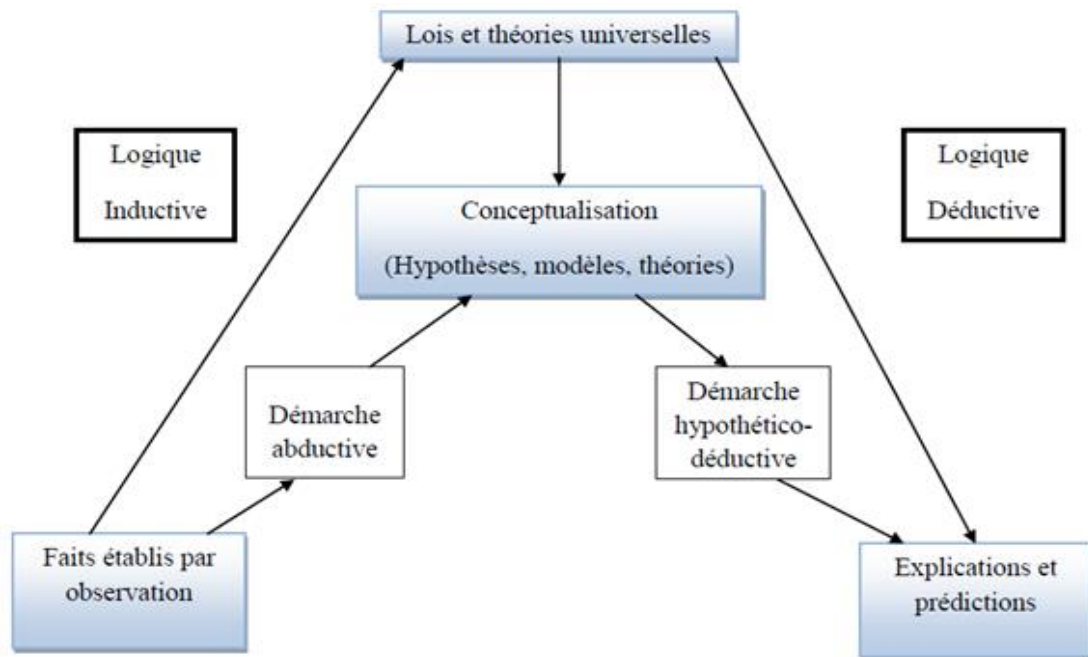 Lois et théories universelles
Logique
Inductive
Logique
Déductive
Conceptualisation
(Hypothèses, modèles, théories)
Démarche
abductive
Démarche
hypothético-
déductive
Faits établis par
observation
Explications et
prédictions